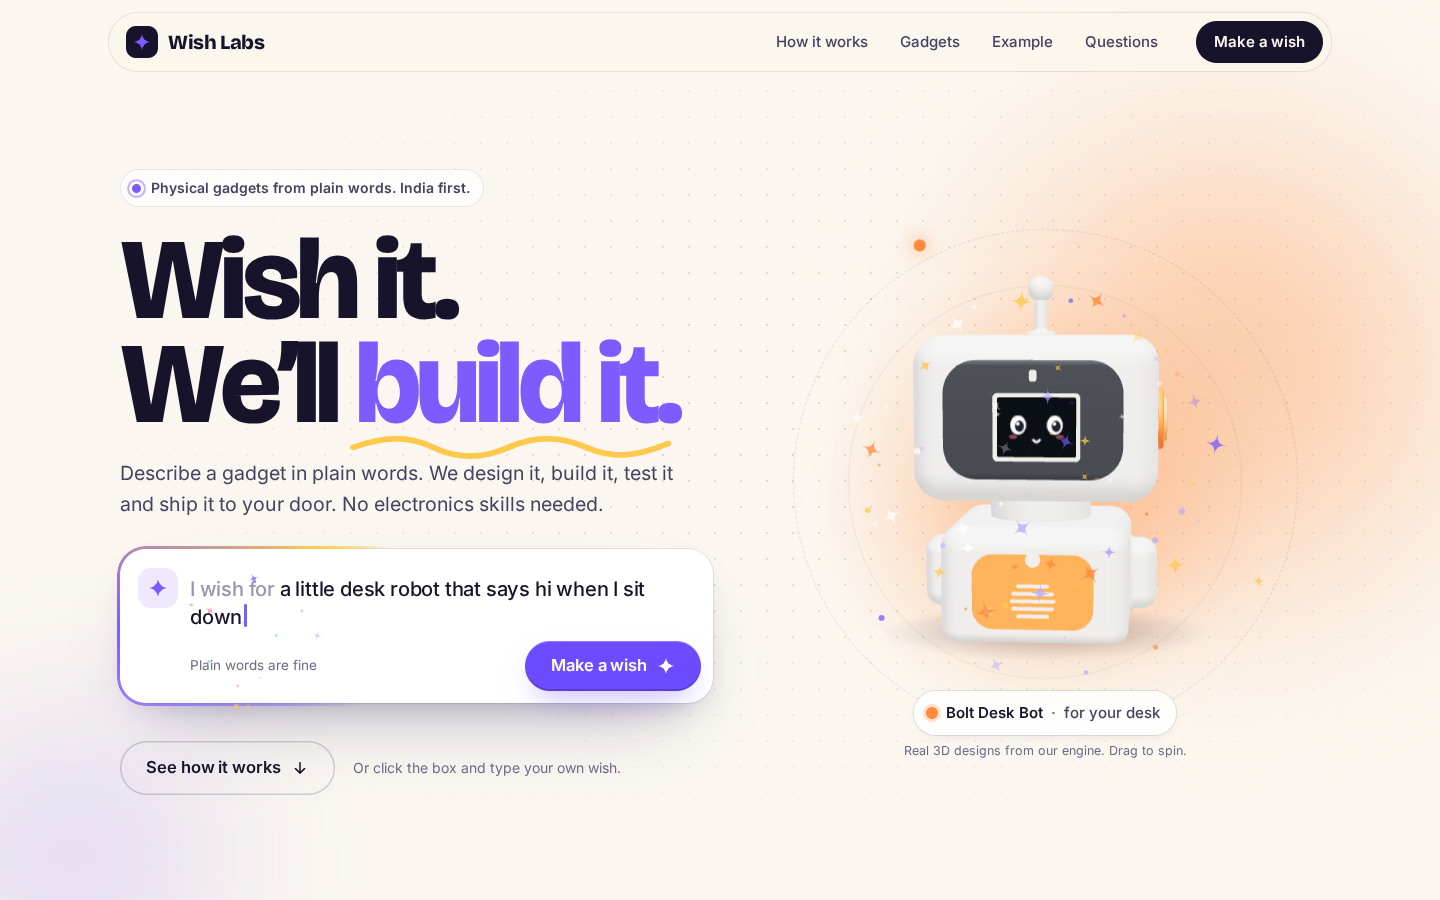 Wish Labs
How it works
Gadgets
Example
Questions
Make a wish
Physical gadgets from plain words. India first.
Wish it.
We’ll build it.
Describe a gadget in plain words. We design it, build it, test it
and ship it to your door. No electronics skills needed.
I wish for a little desk robot that says hi when I sit
down
Plain words are fine
Make a wish
See how it works
Or click the box and type your own wish.
Bolt Desk Bot · for your desk
Real 3D designs from our engine. Drag to spin.